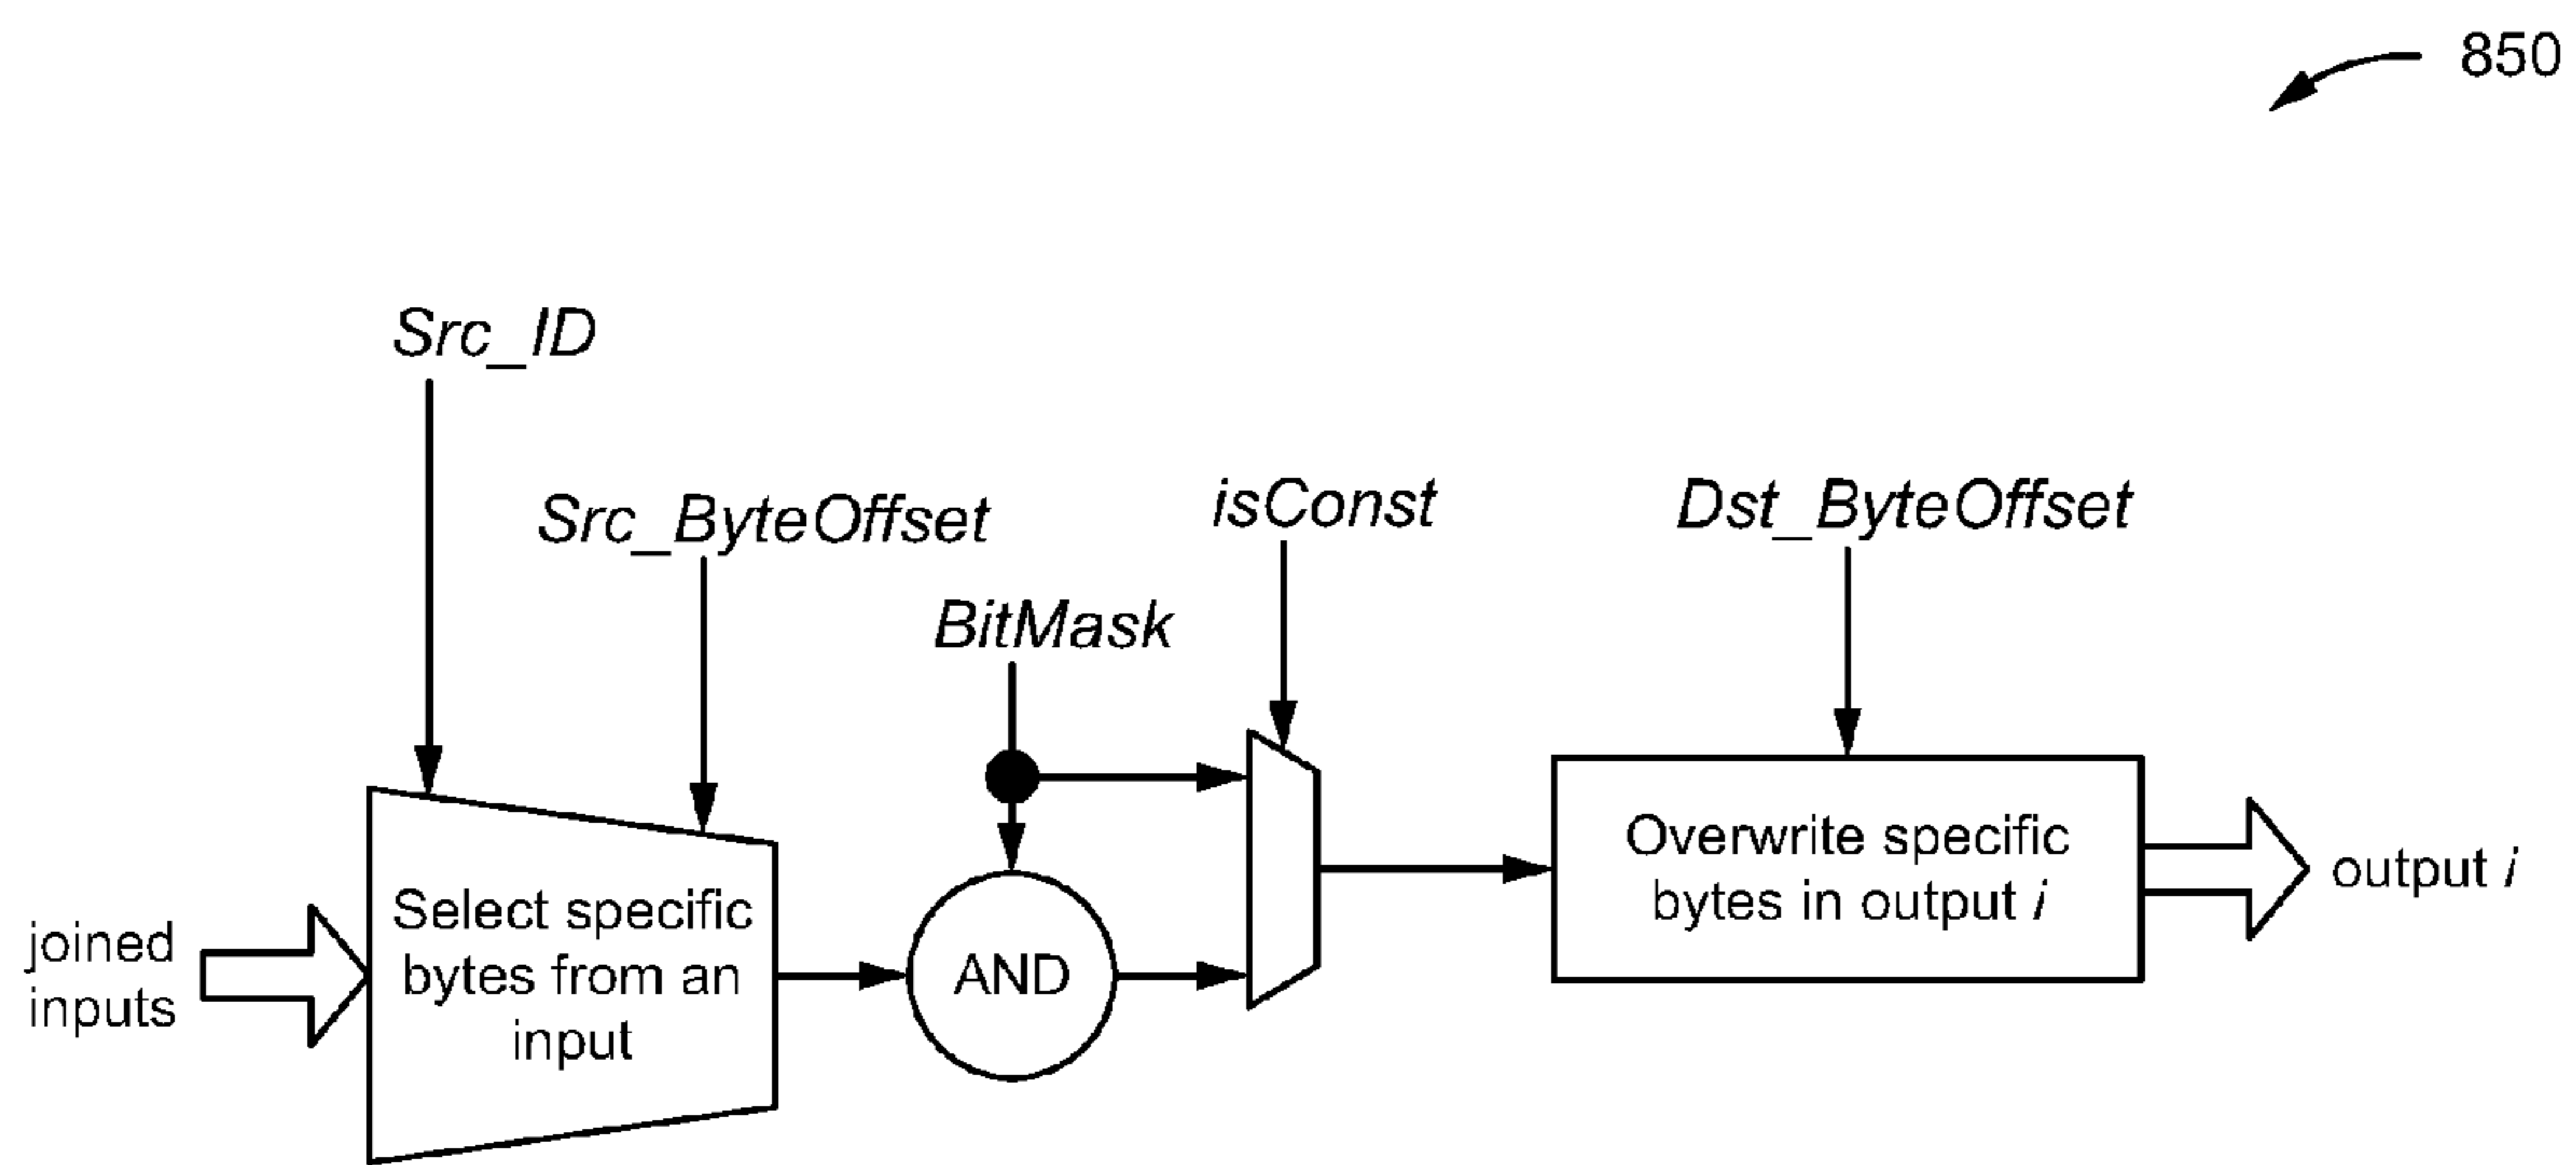 850
Src_ID
Src_ByteOffset
BitMask
isConst
Dst_ByteOffset
joined
inputs
Select specific
bytes from an
input
AND
Overwrite specific
bytes in output i
output i